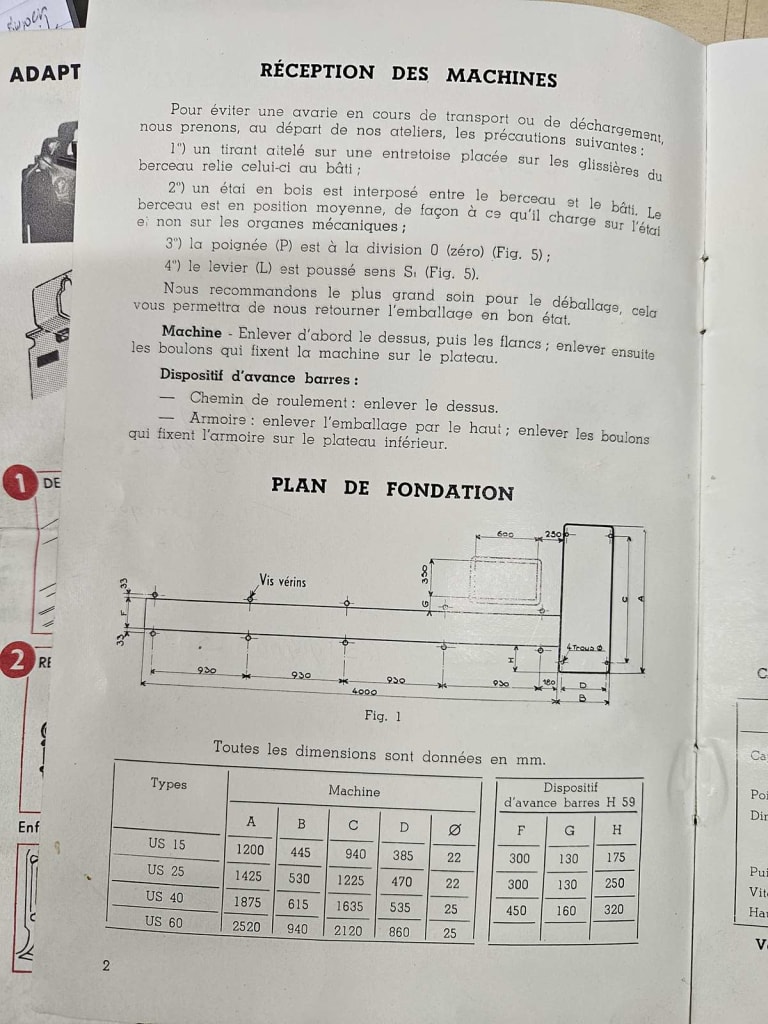 ADAPT
RÉCEPTION DES MACHINES
Pour éviter une avarie en cours de transport ou de déchargement,
nous prenons, au départ de nos ateliers, les précautions suivantes :
1°) un tirant attelé sur une entretoise placée sur les glissières du
berceau relie celui-ci au bâti ;
2°) un étai en bois est interposé entre le berceau et le bâti. Le
berceau est en position moyenne, de façon à ce qu'il charge sur l'étai
et non sur les organes mécaniques ;
3°) la poignée (P) est à la division 0 (zéro) (Fig. 5) ;
4°) le levier (L) est poussé sens S₁ (Fig. 5).
Nous recommandons le plus grand soin pour le déballage, cela
vous permettra de nous retourner l'emballage en bon état.
Machine - Enlever d'abord le dessus, puis les flancs ; enlever ensuite
les boulons qui fixent la machine sur le plateau.
Dispositif d'avance barres :
— Chemin de roulement : enlever le dessus.
— Armoire : enlever l'emballage par le haut ; enlever les boulons
qui fixent l'armoire sur le plateau inférieur.
1 DE
PLAN DE FONDATION
600 250
350
Vis vérins
33 F 33
G
C A
4 Trous Ø
H
2 RE
930 930 930 930 180 D
4000 B
Fig. 1
Toutes les dimensions sont données en mm.
Types Machine Dispositif
d'avance barres H 59
A B C D Ø F G H
US 15 1200 445 940 385 22 300 130 175
US 25 1425 530 1225 470 22 300 130 250
US 40 1875 615 1635 535 25 450 160 320
US 60 2520 940 2120 860 25
Enf
2
C
Ca
Poi
Dir
Pui
Vit
Ha
V